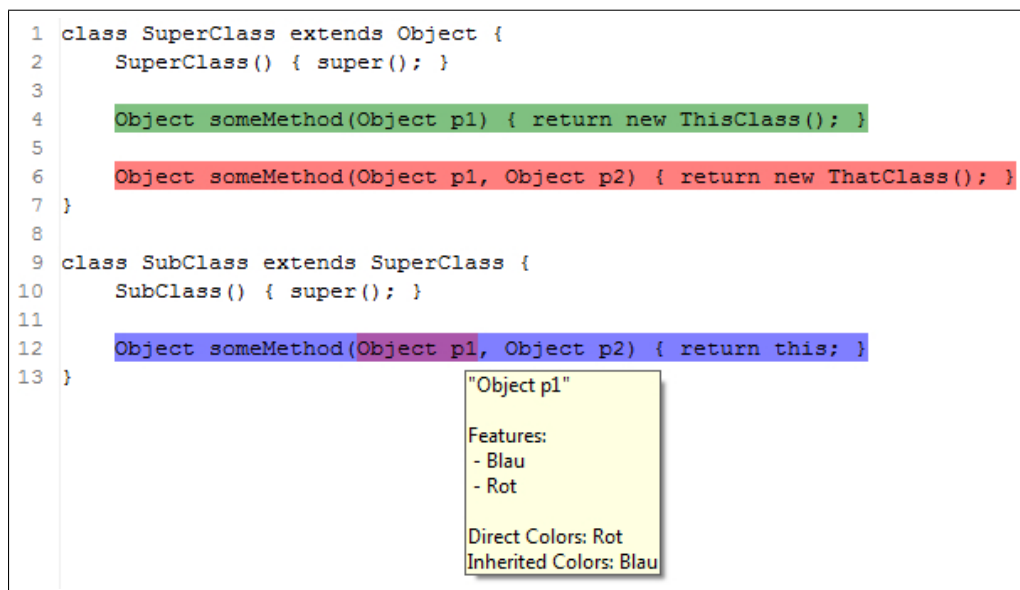 1 class SuperClass extends Object {
2 SuperClass() { super(); }
3
4 Object someMethod(Object p1) { return new ThisClass(); }
5
6 Object someMethod(Object p1, Object p2) { return new ThatClass(); }
7 }
8
9 class SubClass extends SuperClass {
10 SubClass() { super(); }
11
12 Object someMethod(Object p1, Object p2) { return this; }
13 }
"Object p1"
Features:
- Blau
- Rot
Direct Colors: Rot
Inherited Colors: Blau